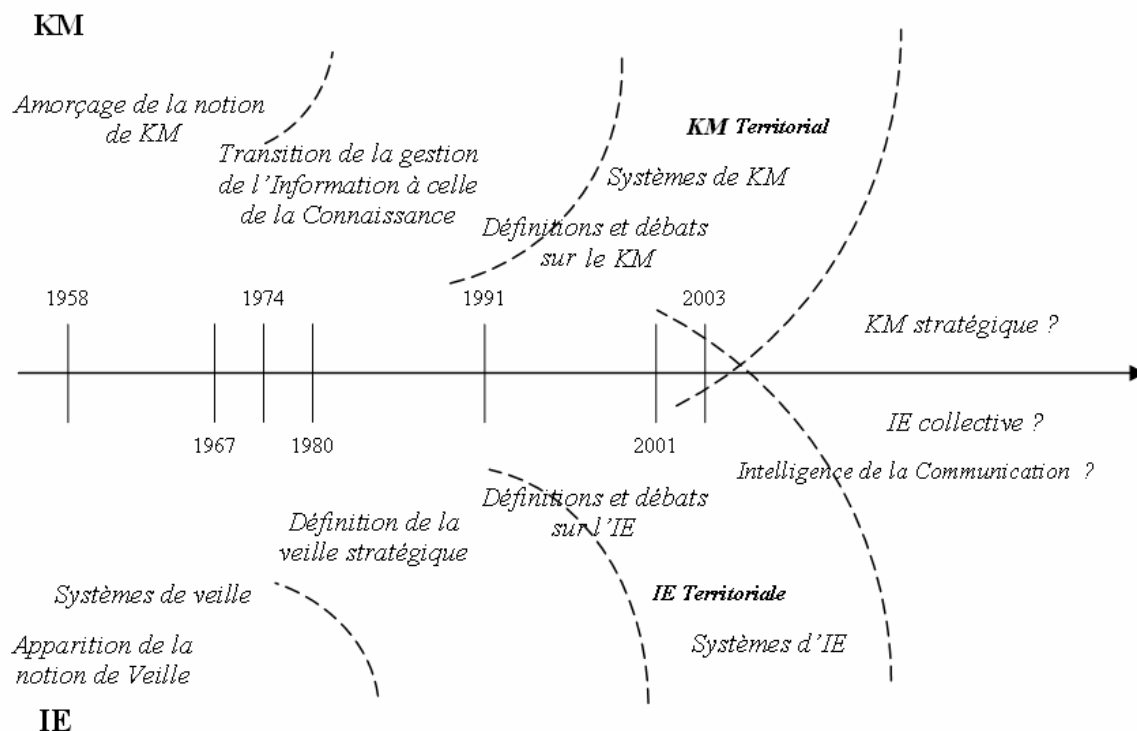 KM
Amorçage de la notion
de KM
Transition de la gestion
de l'Information à celle
de la Connaissance
KM Territorial
Systèmes de KM
Définitions et débats
sur le KM
1958
1974
1991
2003
KM stratégique ?
1967
1980
2001
IE collective ?
Intelligence de la Communication ?
Définitions et débats
sur l'IE
Définition de la
veille stratégique
Systèmes de veille
IE Territoriale
Apparition de la
notion de Veille
Systèmes d'IE
IE